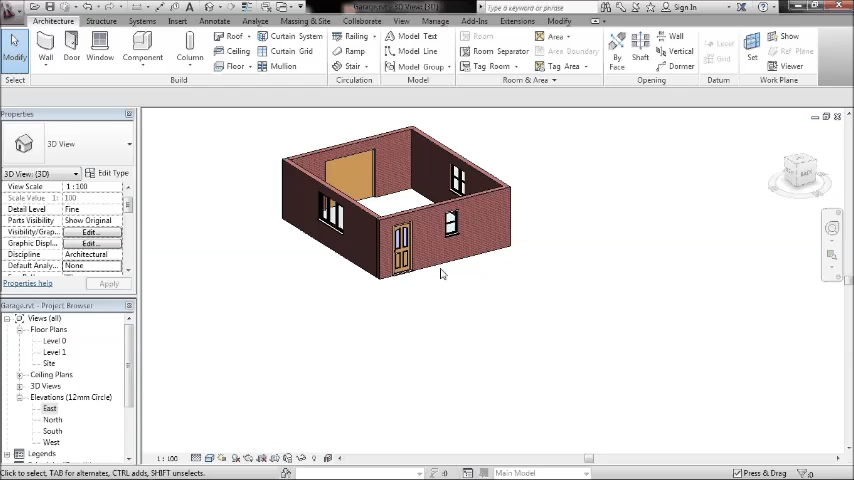 Garage.rvt - 3D View: {3D}
Type a keyword or phrase
Sign In
Architecture Structure Systems Insert Annotate Analyze Massing & Site Collaborate View Manage Add-Ins Extensions Modify
Modify Wall Door Window Component Column
Roof Curtain System
Ceiling Curtain Grid
Floor Mullion
Railing Model Text
Ramp Model Line
Stair Model Group
Room Area
Room Separator Area Boundary
Tag Room Tag Area
By Face Shaft
Wall
Vertical
Dormer
Level
Grid
Set
Show
Ref Plane
Viewer
Select Build Circulation Model Room & Area Opening Datum Work Plane
Properties
3D View
3D View: {3D} Edit Type
View Scale 1 : 100
Scale Value 1: 100
Detail Level Fine
Parts Visibility Show Original
Visibility/Grap... Edit...
Graphic Displ... Edit...
Discipline Architectural
Default Analy... None
Properties help Apply
Garage.rvt - Project Browser
Views (all)
Floor Plans
Level 0
Level 1
Site
Ceiling Plans
3D Views
Elevations (12mm Circle)
East
North
South
West
Legends
BACK
1 : 100
Click to select, TAB for alternates, CTRL adds, SHIFT unselects.
:0
Main Model
Press & Drag
:0